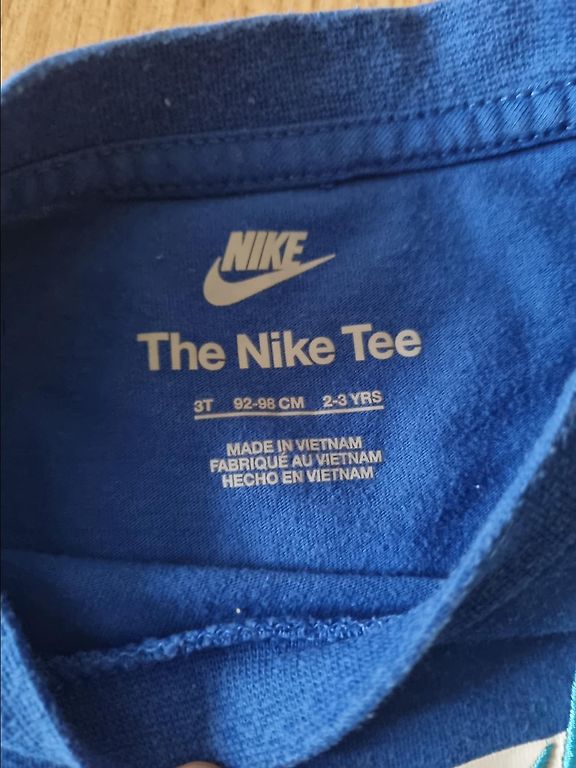 NIKE
The Nike Tee
3T 92-98 CM 2-3 YRS
MADE IN VIETNAM
FABRIQUÉ AU VIETNAM
HECHO EN VIETNAM